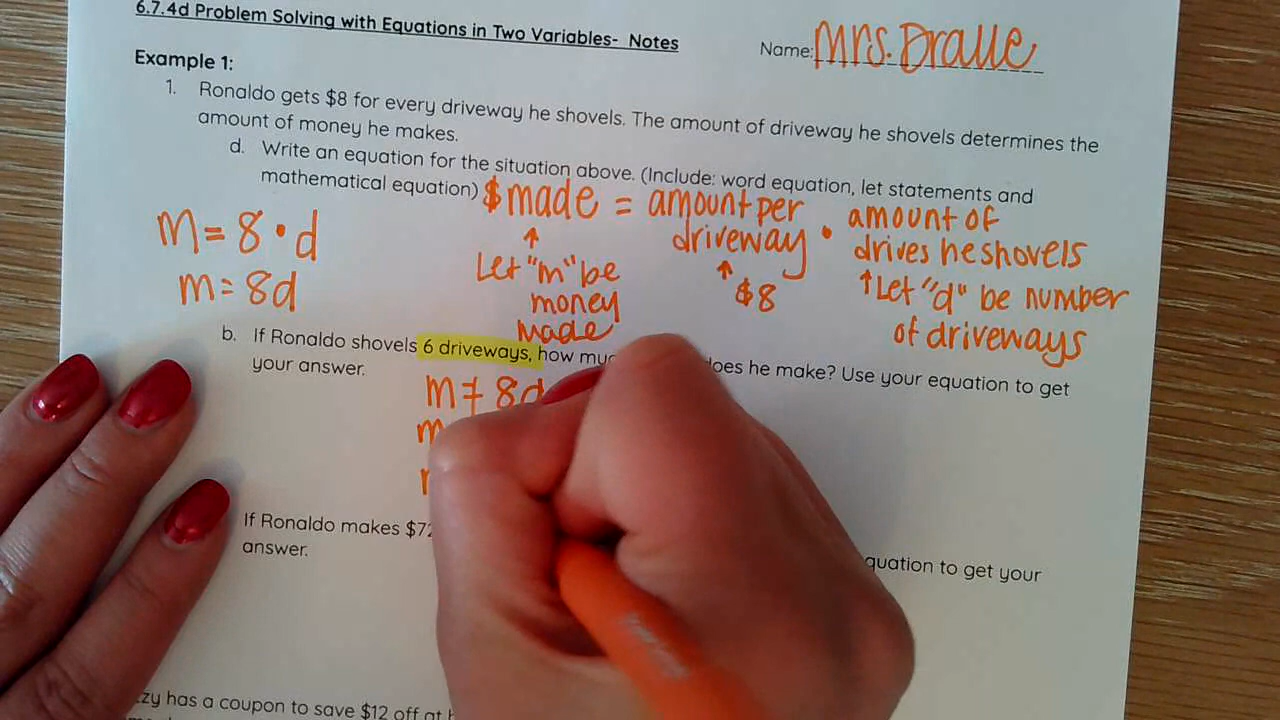 6.7.4d Problem Solving with Equations in Two Variables- Notes
Name: Mrs. Dralle
Example 1:
1. Ronaldo gets $8 for every driveway he shovels. The amount of driveway he shovels determines the
amount of money he makes.
d. Write an equation for the situation above. (Include: word equation, let statements and
mathematical equation)
$ made = amount per driveway • amount of drives he shovels
↑ Let "m" be money made
↑ $8
↑ Let "d" be number of driveways
m = 8 • d
m = 8d
b. If Ronaldo shovels 6 driveways, how does he make? Use your equation to get
your answer.
m = 8d
m
If Ronaldo makes $72 equation to get your
answer.
has a coupon to save $12 off at